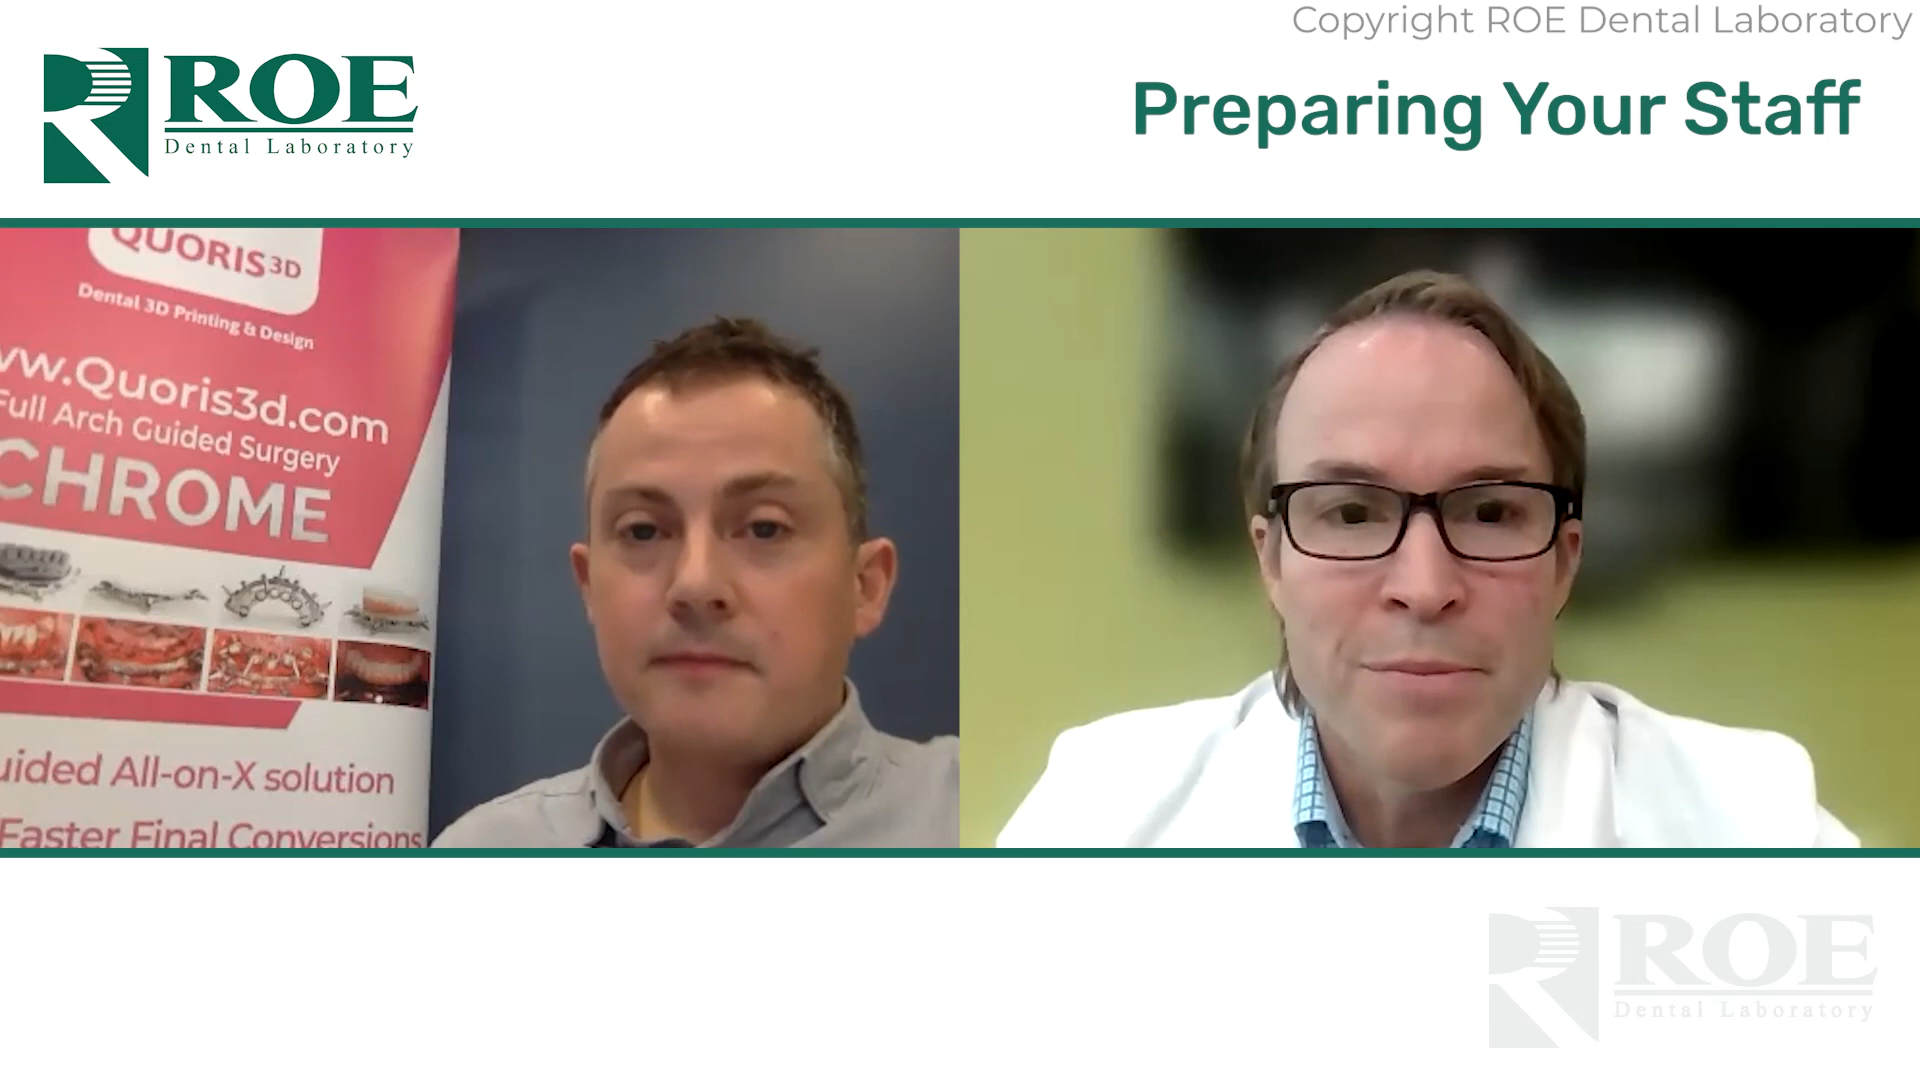 Copyright ROE Dental Laboratory
ROE
Dental Laboratory
Preparing Your Staff
QUORIS3D
Dental 3D Printing & Design
w.Quoris3d.com
Full Arch Guided Surgery
CHROME
uided All-on-X solution
Faster Final Conversions
ROE
Dental Laboratory